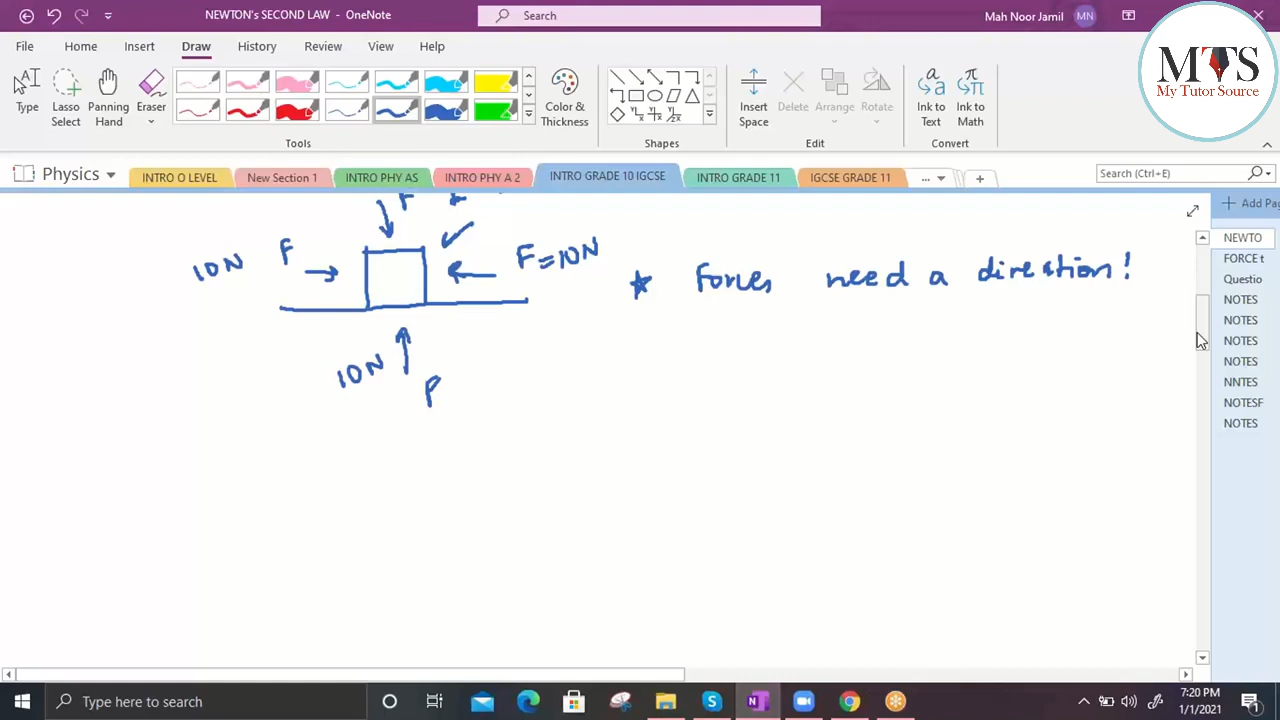 NEWTON's SECOND LAW - OneNote
Search
Mah Noor Jamil
MN
MTS
My Tutor Source
File
Home
Insert
Draw
History
Review
View
Help
Type
Lasso Select
Panning Hand
Eraser
Color & Thickness
Insert Space
Delete
Arrange
Rotate
Ink to Text
Ink to Math
Tools
Shapes
Edit
Convert
Physics
INTRO O LEVEL
New Section 1
INTRO PHY AS
INTRO PHY A 2
INTRO GRADE 10 IGCSE
INTRO GRADE 11
IGCSE GRADE 11
...
Search (Ctrl+E)
Add Pag
NEWTO
FORCE t
Questio
NOTES
NOTES
NOTES
NOTES
NNTES
NOTESF
NOTES
F
10N F
F=10N
Forces need a direction!
10N
Type here to search
7:20 PM
1/1/2021